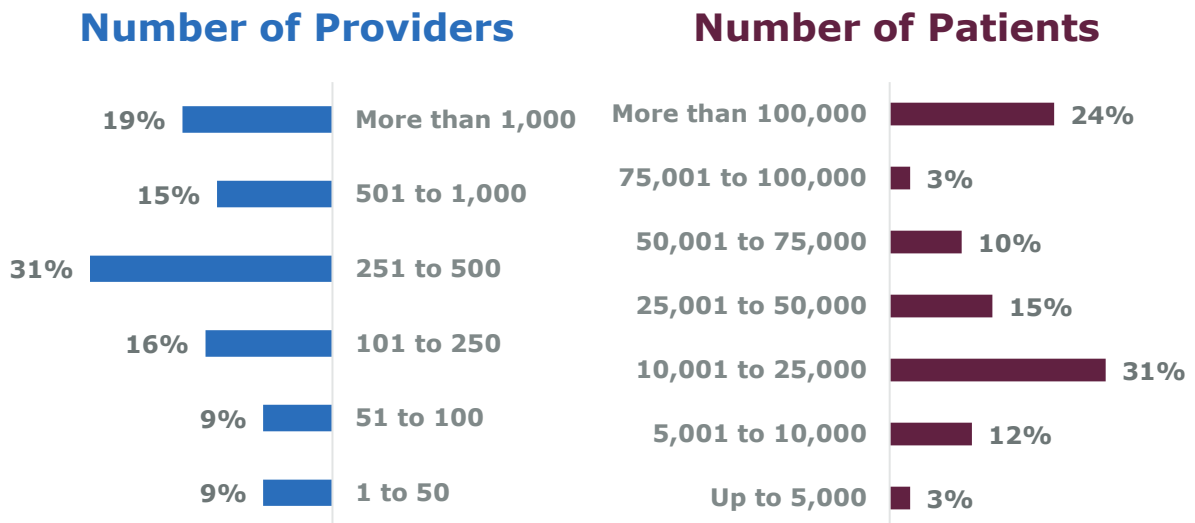 Number of Providers
19% More than 1,000
15% 501 to 1,000
31% 251 to 500
16% 101 to 250
9% 51 to 100
9% 1 to 50
Number of Patients
More than 100,000 24%
75,001 to 100,000 3%
50,001 to 75,000 10%
25,001 to 50,000 15%
10,001 to 25,000 31%
5,001 to 10,000 12%
Up to 5,000 3%